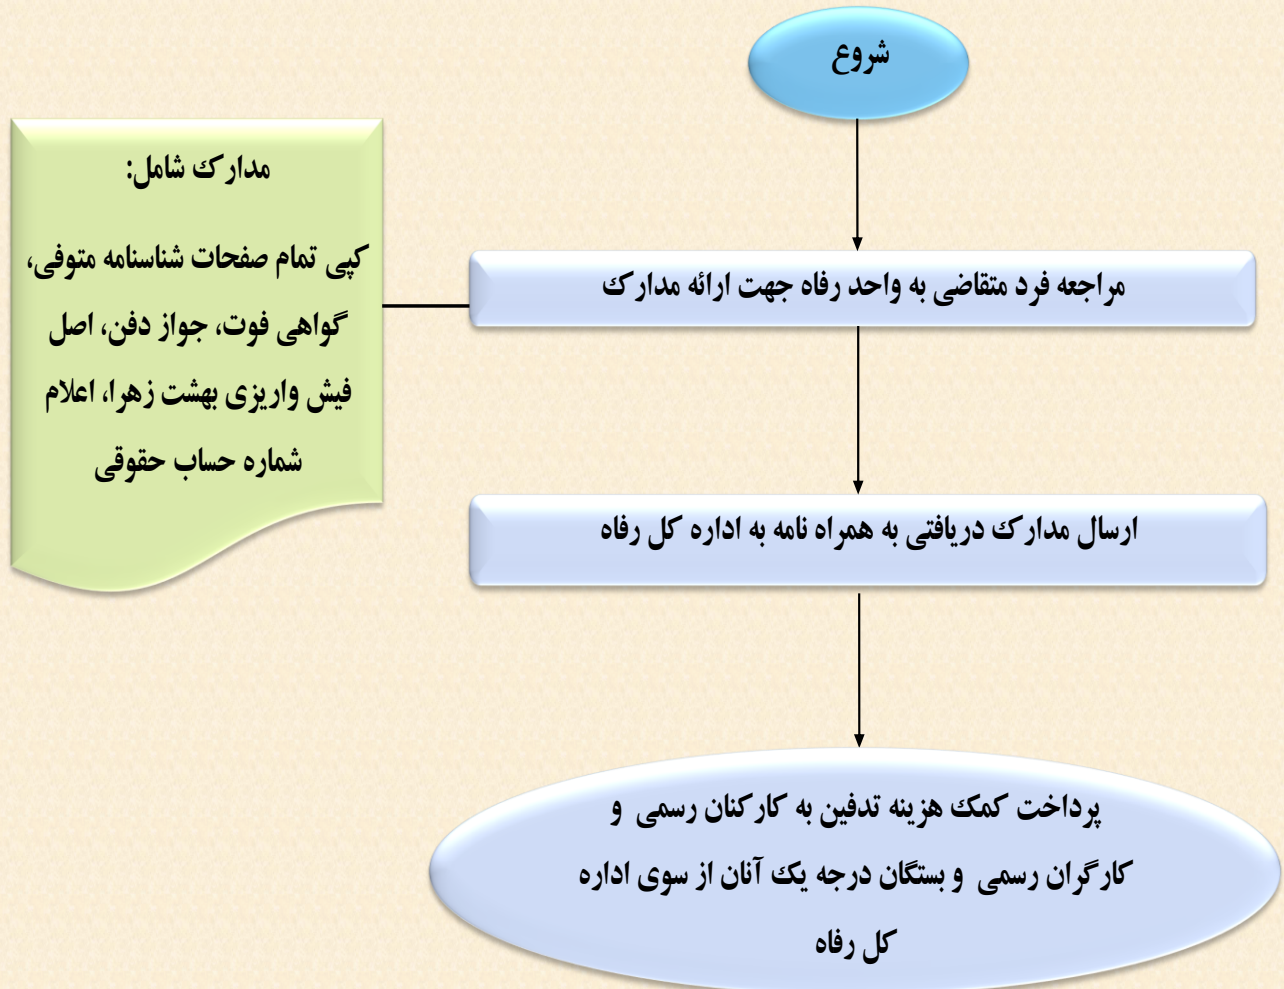 شروع
مراجعه فرد متقاضی به واحد رفاه جهت ارائه مدارک
مدارک شامل:
کپی تمام صفحات شناسنامه متوفی،
گواهی فوت، جواز دفن، اصل
فیش واریزی بهشت زهرا، اعلام
شماره حساب حقوقی
ارسال مدارک دریافتی به همراه نامه به اداره کل رفاه
پرداخت کمک هزینه تدفین به کارکنان رسمی و
کارگران رسمی و بستگان درجه یک آنان از سوی اداره
کل رفاه